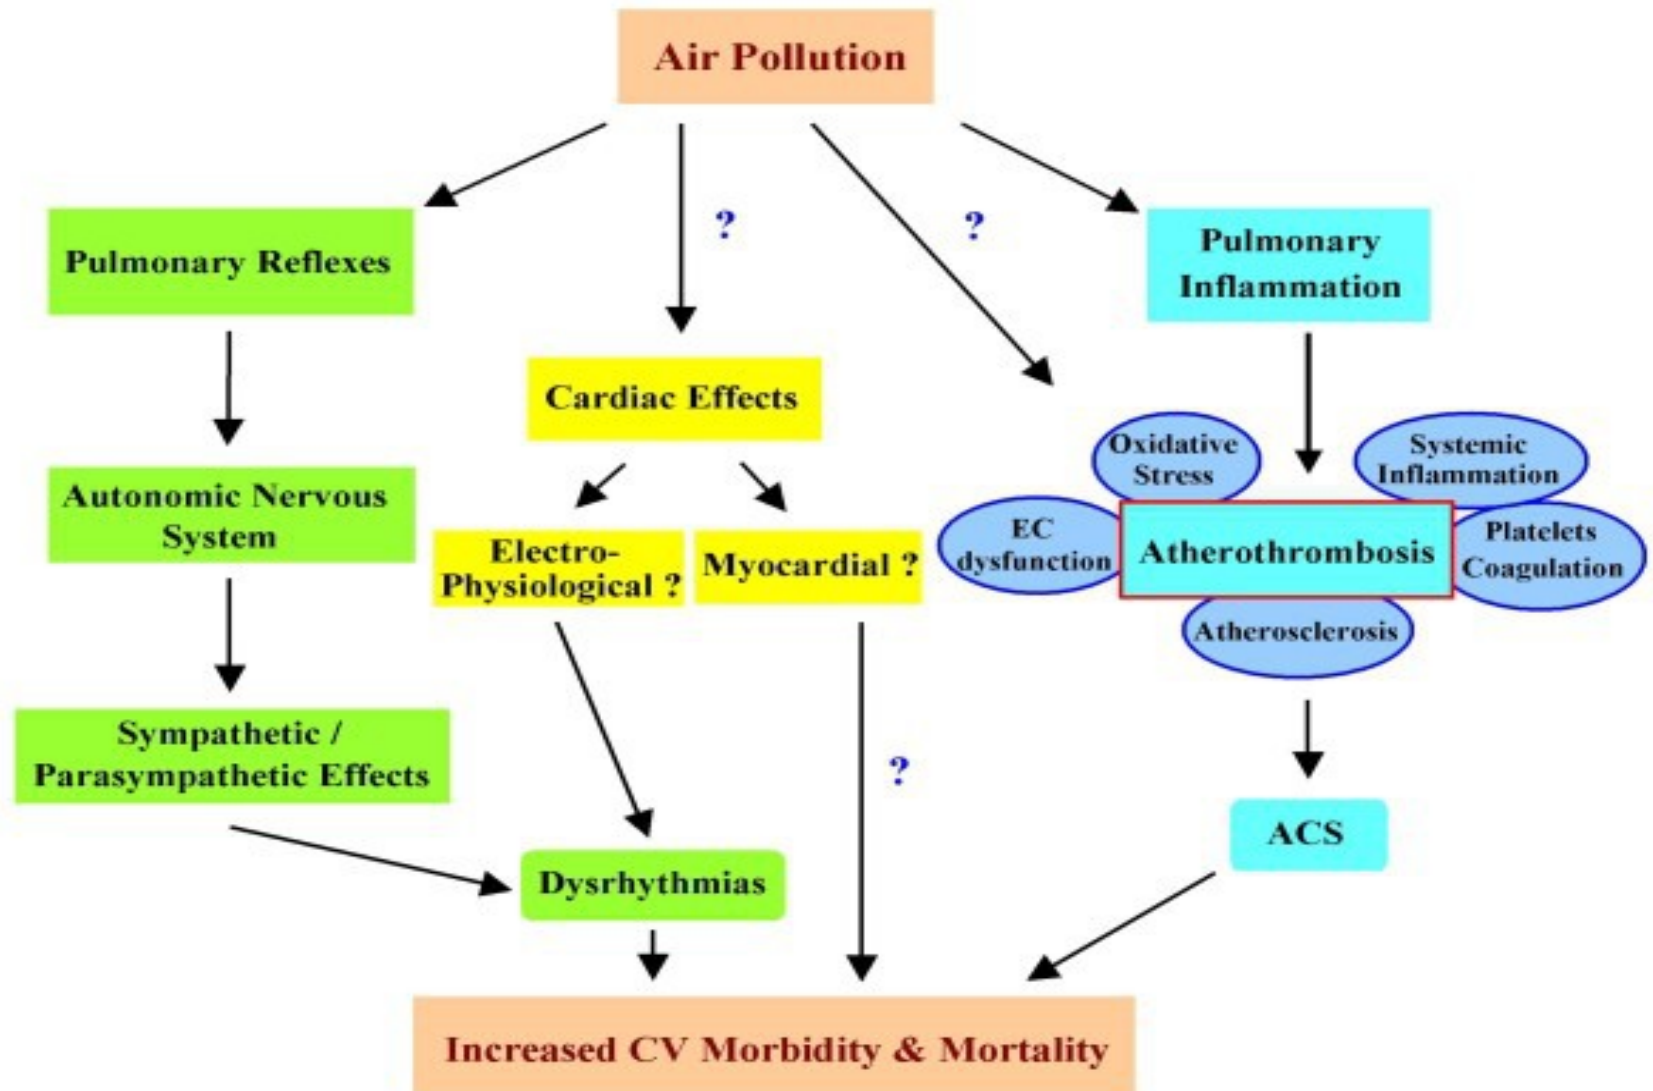 Air Pollution
?
?
Pulmonary Reflexes
Pulmonary
Inflammation
Cardiac Effects
Autonomic Nervous
System
Electro-
Physiological ?
Myocardial ?
Oxidative
Stress
Systemic
Inflammation
EC
dysfunction
Atherothrombosis
Platelets
Coagulation
Atherosclerosis
Sympathetic /
Parasympathetic Effects
?
ACS
Dysrhythmias
Increased CV Morbidity & Mortality